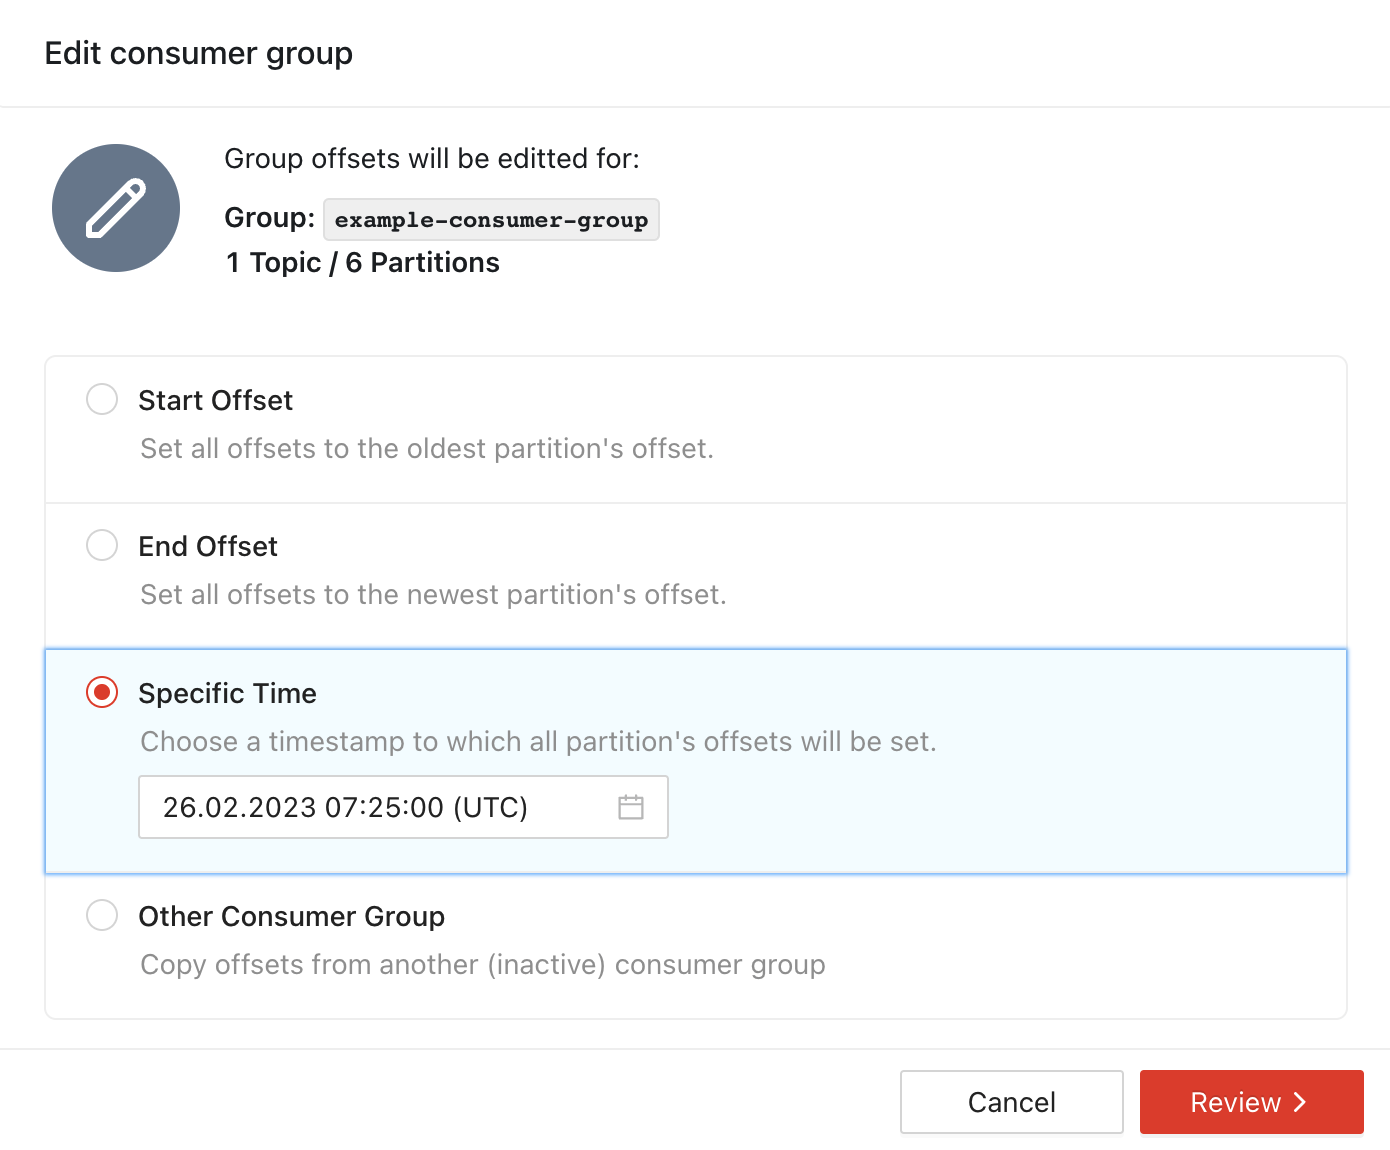 Edit consumer group
Group offsets will be editted for:
Group: example-consumer-group
1 Topic / 6 Partitions
Start Offset
Set all offsets to the oldest partition's offset.
End Offset
Set all offsets to the newest partition's offset.
Specific Time
Choose a timestamp to which all partition's offsets will be set.
26.02.2023 07:25:00 (UTC)
Other Consumer Group
Copy offsets from another (inactive) consumer group
Cancel
Review